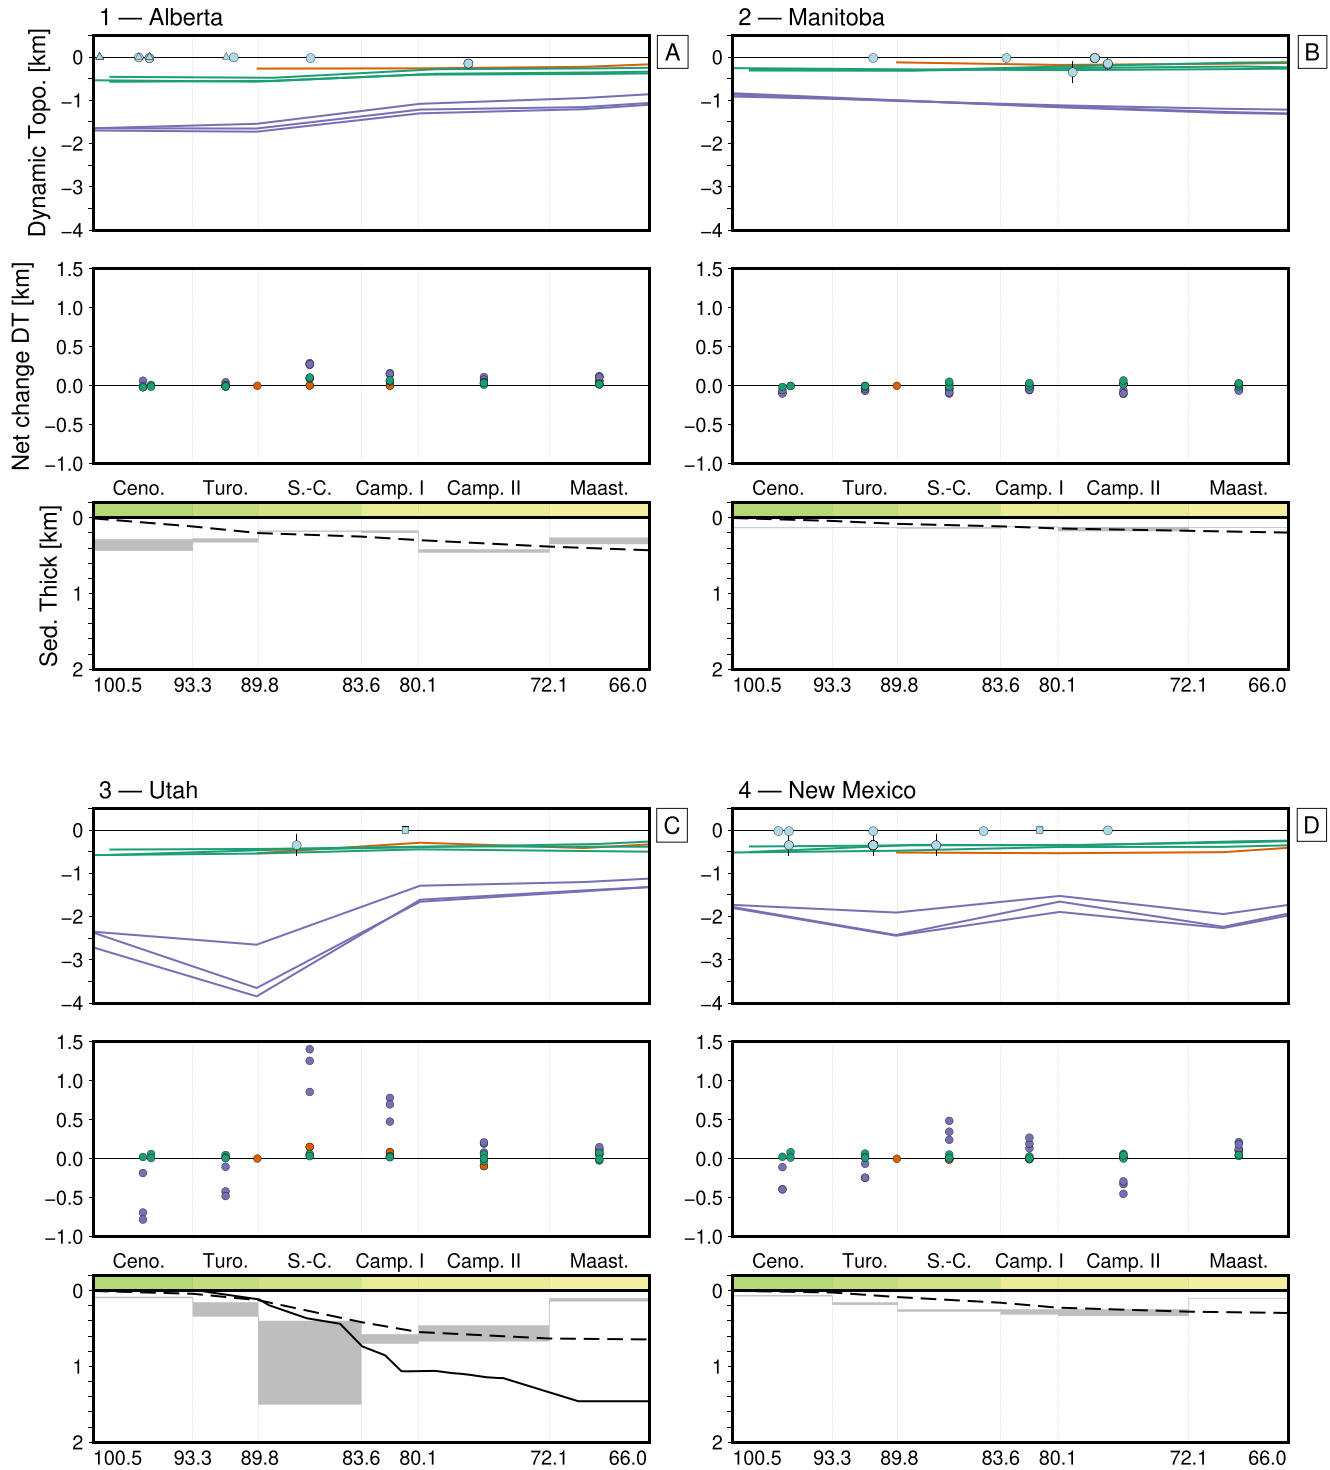 1 — Alberta
2 — Manitoba
Dynamic Topo. [km]
0
−1
−2
−3
−4
A
0
−1
−2
−3
−4
B
Net change DT [km]
1.5
1.0
0.5
0.0
−0.5
−1.0
1.5
1.0
0.5
0.0
−0.5
−1.0
Ceno. Turo. S.-C. Camp. I Camp. II Maast.
Ceno. Turo. S.-C. Camp. I Camp. II Maast.
Sed. Thick [km]
0
1
2
0
1
2
100.5 93.3 89.8 83.6 80.1 72.1 66.0
100.5 93.3 89.8 83.6 80.1 72.1 66.0
3 — Utah
4 — New Mexico
0
−1
−2
−3
−4
C
0
−1
−2
−3
−4
D
1.5
1.0
0.5
0.0
−0.5
−1.0
1.5
1.0
0.5
0.0
−0.5
−1.0
Ceno. Turo. S.-C. Camp. I Camp. II Maast.
Ceno. Turo. S.-C. Camp. I Camp. II Maast.
0
1
2
0
1
2
100.5 93.3 89.8 83.6 80.1 72.1 66.0
100.5 93.3 89.8 83.6 80.1 72.1 66.0